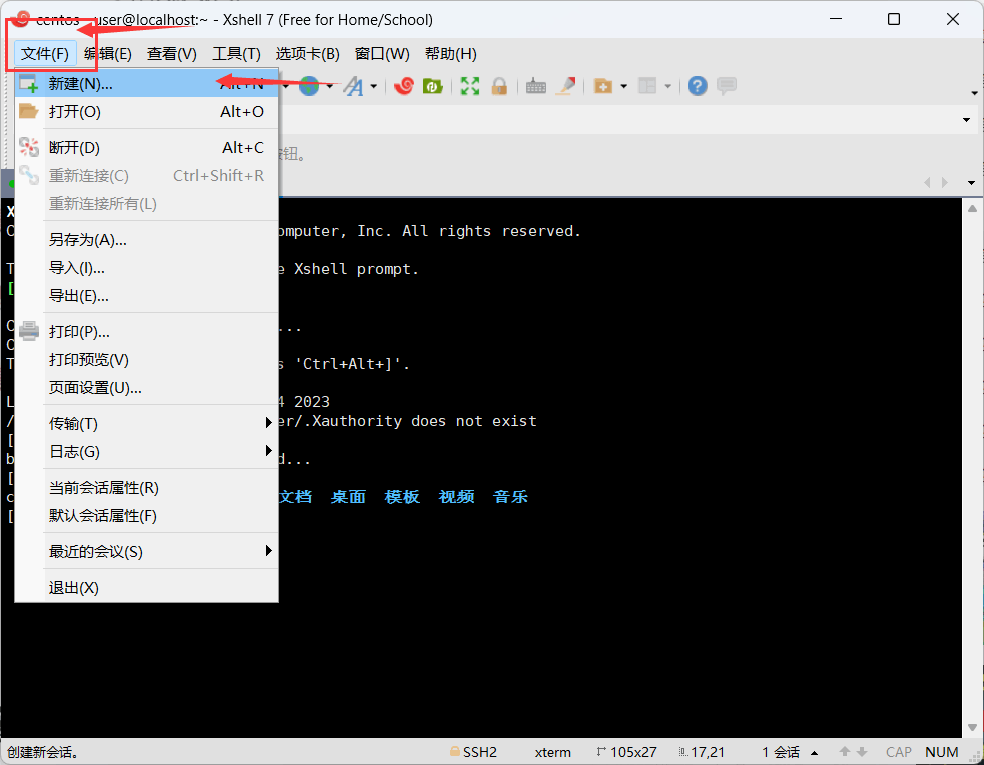 centos - user@localhost:~ - Xshell 7 (Free for Home/School)
文件(F) 编辑(E) 查看(V) 工具(T) 选项卡(B) 窗口(W) 帮助(H)
新建(N)... Alt+N
打开(O) Alt+O
断开(D) Alt+C
钮。
重新连接(C) Ctrl+Shift+R
重新连接所有(L)
X
C omputer, Inc. All rights reserved.
另存为(A)...
T e Xshell prompt.
导入(I)...
[
导出(E)...
C ...
打印(P)...
C
打印预览(V)
T s 'Ctrl+Alt+]'.
页面设置(U)...
L 4 2023
/ er/.Xauthority does not exist
传输(T)
[
日志(G)
b d...
[
当前会话属性(R)
c 文档 桌面 模板 视频 音乐
[
默认会话属性(F)
最近的会议(S)
退出(X)
创建新会话。 SSH2 xterm 105x27 17,21 1 会话 CAP NUM